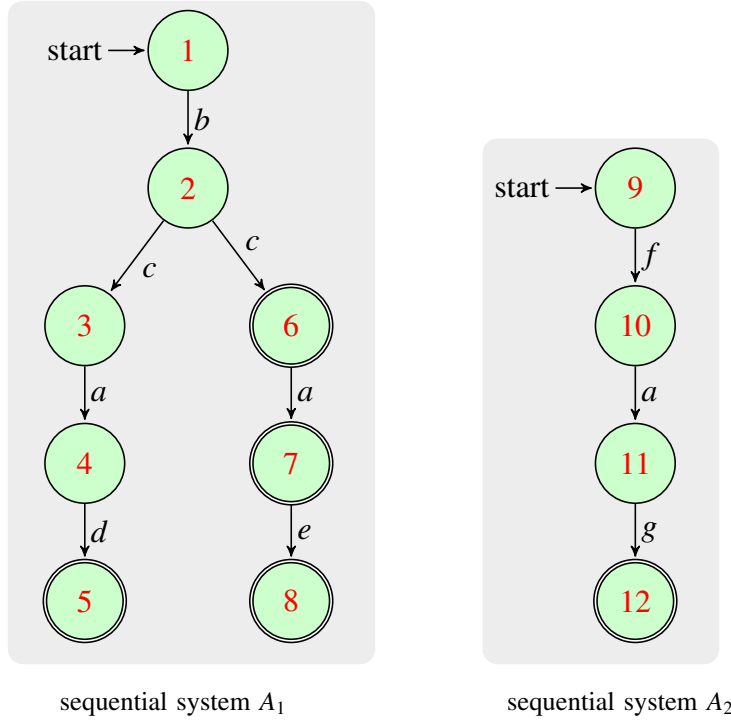 start 1
b
2
c c
3 6
a a
4 7
d e
5 8
sequential system A1
start 9
f
10
a
11
g
12
sequential system A2